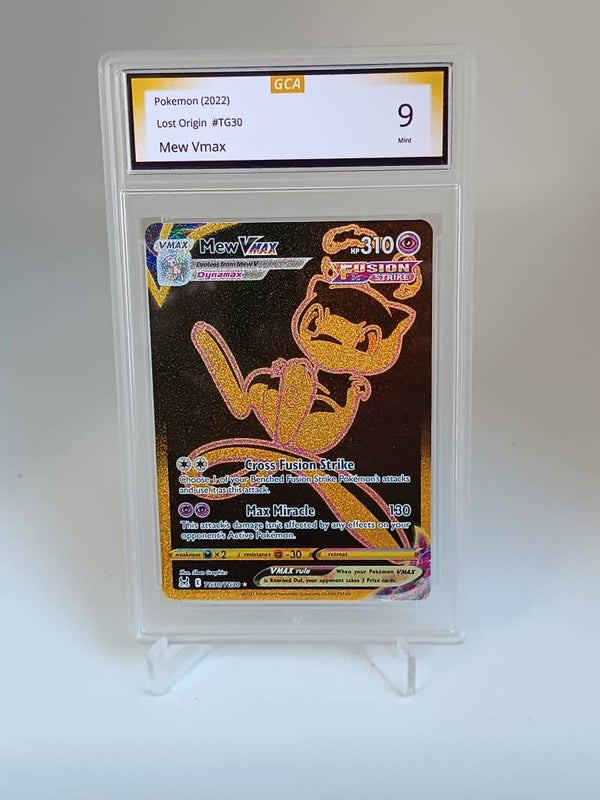 GCA
Pokemon (2022)
Lost Origin #TG30
Mew Vmax
9
Mint
VMAX
Mew VMAX
HP 310
Evolves from Mew V
Dynamax
FUSION
STRIKE
Cross Fusion Strike
Choose 1 of your Benched Fusion Strike Pokémon's attacks
and use it as this attack.
Max Miracle 130
This attack's damage isn't affected by any effects on your
opponent's Active Pokémon.
weakness ×2 resistance -30 retreat
VMAX rule When your Pokémon VMAX
is Knocked Out, your opponent takes 3 Prize cards.
Illus.
TG30/TG30